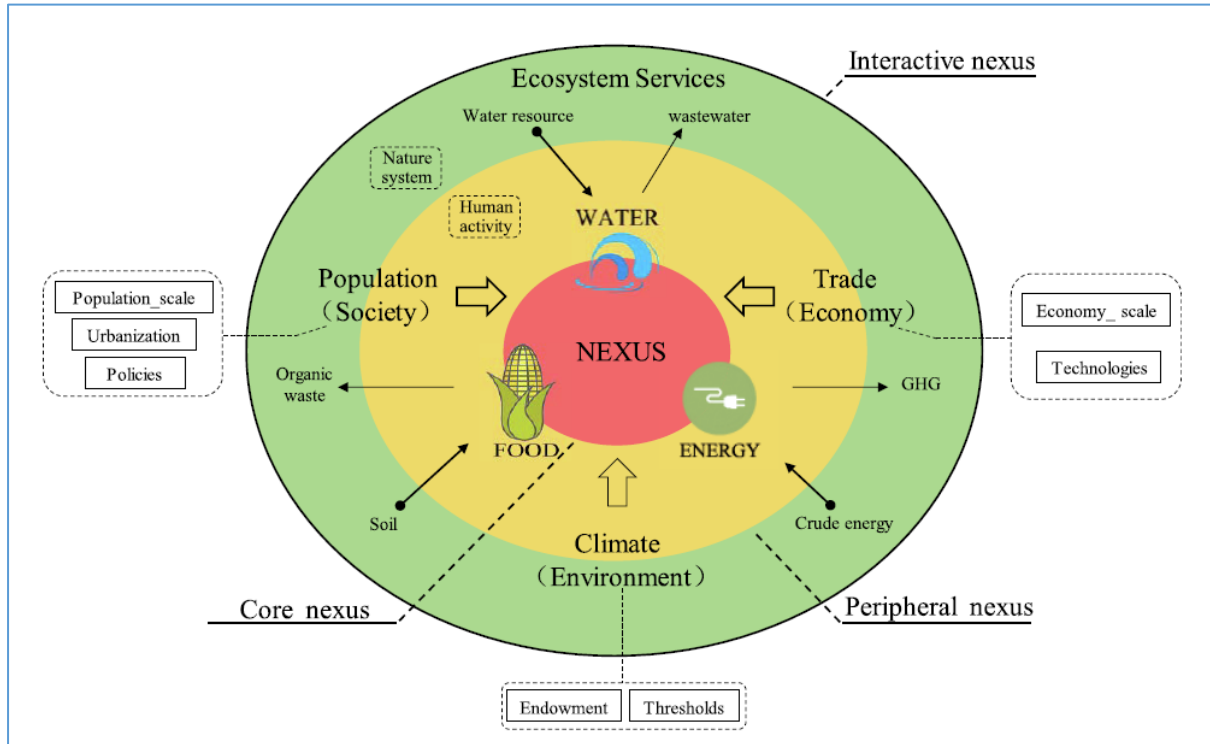 Interactive nexus
Ecosystem Services
Water resource
wastewater
Nature
system
Human
activity
WATER
Population
（Society）
Trade
（Economy）
Population_scale
Urbanization
Policies
Economy_ scale
Technologies
NEXUS
Organic
waste
GHG
FOOD
ENERGY
Soil
Crude energy
Climate
（Environment）
Core nexus
Peripheral nexus
Endowment
Thresholds